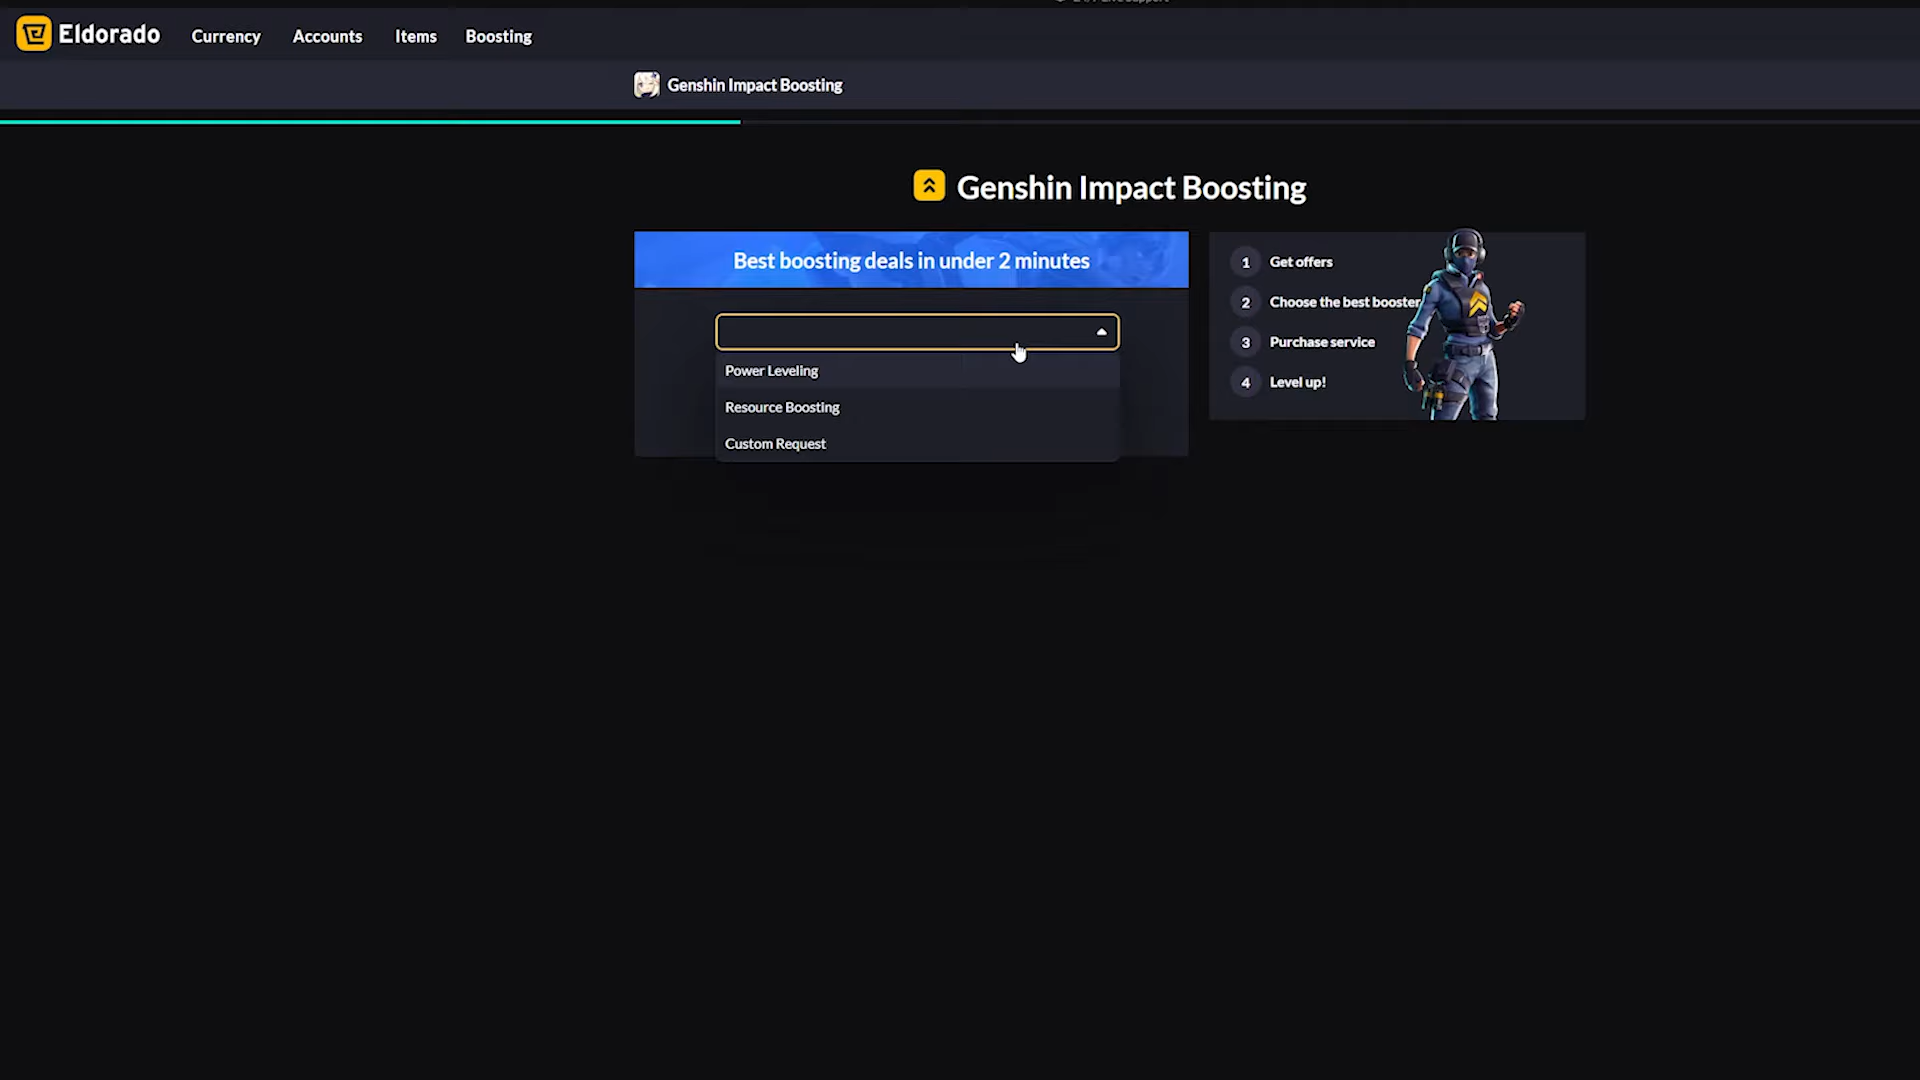 Eldorado
Currency
Accounts
Items
Boosting
Genshin Impact Boosting
Genshin Impact Boosting
Best boosting deals in under 2 minutes
Power Leveling
Resource Boosting
Custom Request
1 Get offers
2 Choose the best booster
3 Purchase service
4 Level up!